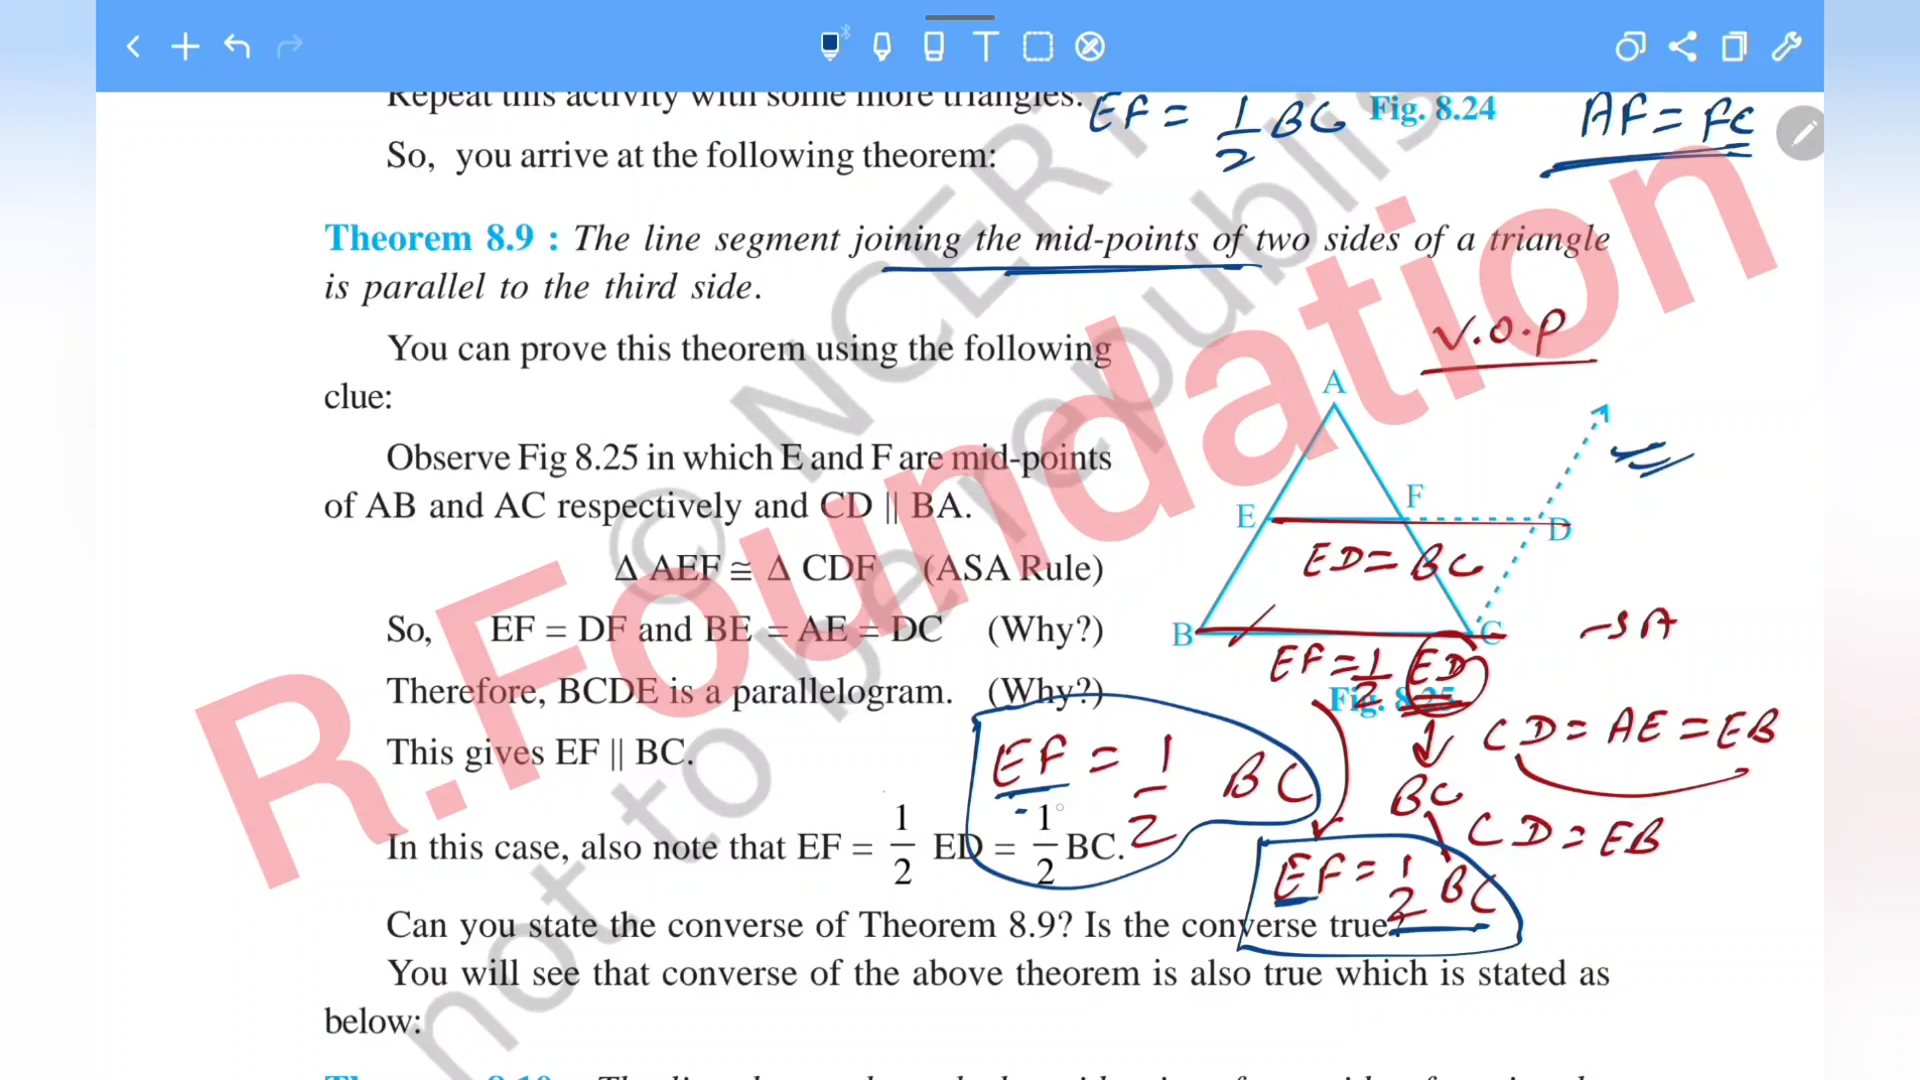 Repeat this activity with some more triangles.
EF = 1/2 BC
Fig. 8.24
AF = FC
So, you arrive at the following theorem:
Theorem 8.9 : The line segment joining the mid-points of two sides of a triangle
is parallel to the third side.
V.O.P
You can prove this theorem using the following
clue:
Observe Fig 8.25 in which E and F are mid-points
of AB and AC respectively and CD || BA.
Δ AEF ≅ Δ CDF (ASA Rule)
So, EF = DF and BE = AE = DC (Why?)
Therefore, BCDE is a parallelogram. (Why?)
This gives EF || BC.
A
E
F
D
B
C
ED = BC
EF = 1/2 ED
Fig. 8.25
CD = AE = EB
BC
CD = EB
EF = 1/2 BC
EF = 1/2 BC
In this case, also note that EF = 1/2 ED = 1/2 BC.
Can you state the converse of Theorem 8.9? Is the converse true?
You will see that converse of the above theorem is also true which is stated as
below:
R.Foundation
© NCERT
not to be republis